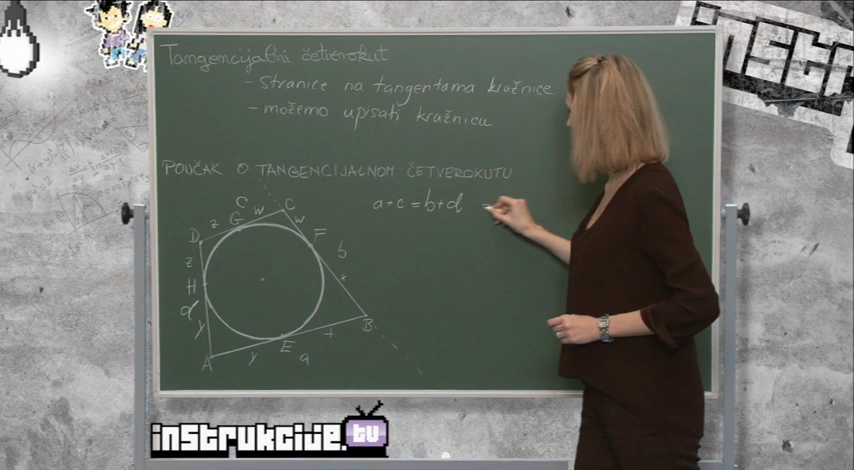 Tangencijalni četverokut
- Stranice na tangentama kružnice
- možemo upisati kružnicu
POUČAK O TANGENCIJALNOM ČETVEROKUTU
a+c=b+d =
C
w C
z G w
D F
b
z
H x
d
y B
E x
A y a
instrukcije.tv